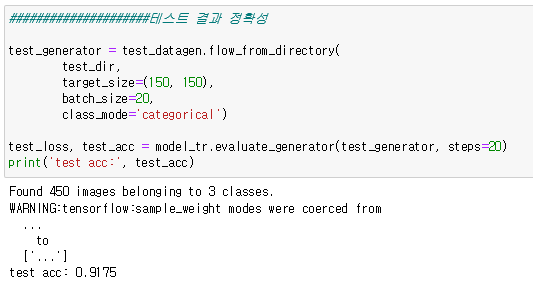 ####################테스트 결과 정확성
test_generator = test_datagen.flow_from_directory(
test_dir,
target_size=(150, 150),
batch_size=20,
class_mode='categorical')
test_loss, test_acc = model_tr.evaluate_generator(test_generator, steps=20)
print('test acc:', test_acc)
Found 450 images belonging to 3 classes.
WARNING:tensorflow:sample_weight modes were coerced from
...
to
['...']
test acc: 0.9175